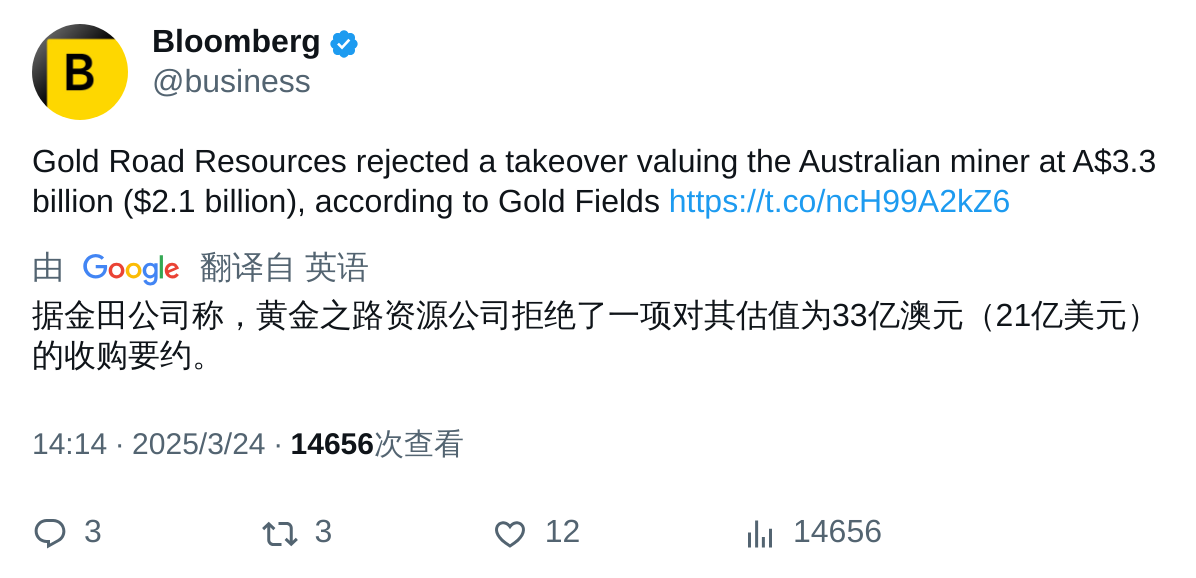 B
Bloomberg
@business
Gold Road Resources rejected a takeover valuing the Australian miner at A$3.3
billion ($2.1 billion), according to Gold Fields https://t.co/ncH99A2kZ6
由 Google 翻译自 英语
据金田公司称，黄金之路资源公司拒绝了一项对其估值为33亿澳元（21亿美元）
的收购要约。
14:14 · 2025/3/24 · 14656次查看
3 3 12 14656